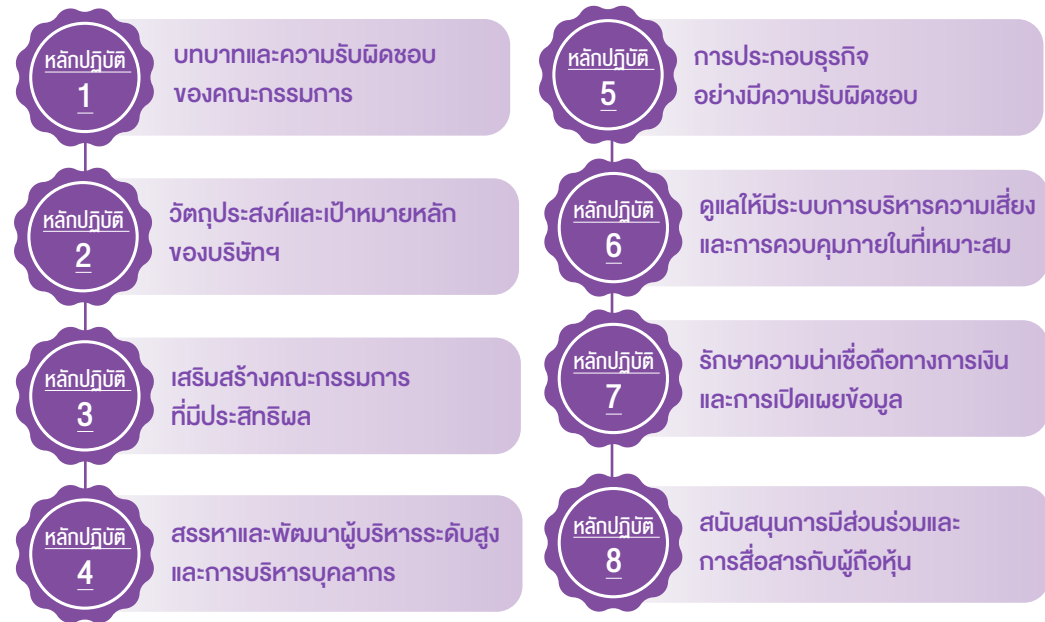 หลักปฏิบัติ
1
บทบาทและความรับผิดชอบ
ของคณะกรรมการ
หลักปฏิบัติ
2
วัตถุประสงค์และเป้าหมายหลัก
ของบริษัทฯ
หลักปฏิบัติ
3
เสริมสร้างคณะกรรมการ
ที่มีประสิทธิผล
หลักปฏิบัติ
4
สรรหาและพัฒนาผู้บริหารระดับสูง
และการบริหารบุคลากร
หลักปฏิบัติ
5
การประกอบธุรกิจ
อย่างมีความรับผิดชอบ
หลักปฏิบัติ
6
ดูแลให้มีระบบการบริหารความเสี่ยง
และการควบคุมภายในที่เหมาะสม
หลักปฏิบัติ
7
รักษาความน่าเชื่อถือทางการเงิน
และการเปิดเผยข้อมูล
หลักปฏิบัติ
8
สนับสนุนการมีส่วนร่วมและ
การสื่อสารกับผู้ถือหุ้น